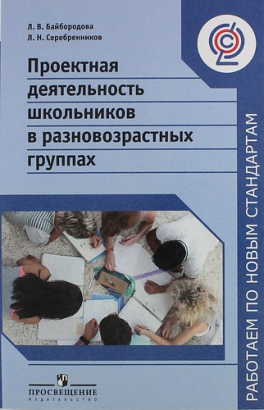 Л. В. Байбородова
Л. Н. Серебренников
Проектная
деятельность
школьников
в разновозрастных
группах
РАБОТАЕМ ПО НОВЫМ СТАНДАРТАМ
ПРОСВЕЩЕНИЕ
ИЗДАТЕЛЬСТВО